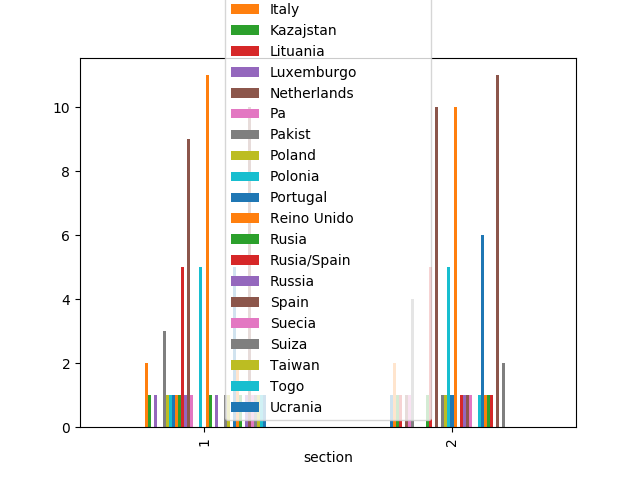 Italy
Kazajstan
Lituania
Luxemburgo
Netherlands
Pa
Pakist
Poland
Polonia
Portugal
Reino Unido
Rusia
Rusia/Spain
Russia
Spain
Suecia
Suiza
Taiwan
Togo
Ucrania
10
8
6
4
2
0
1
2
section